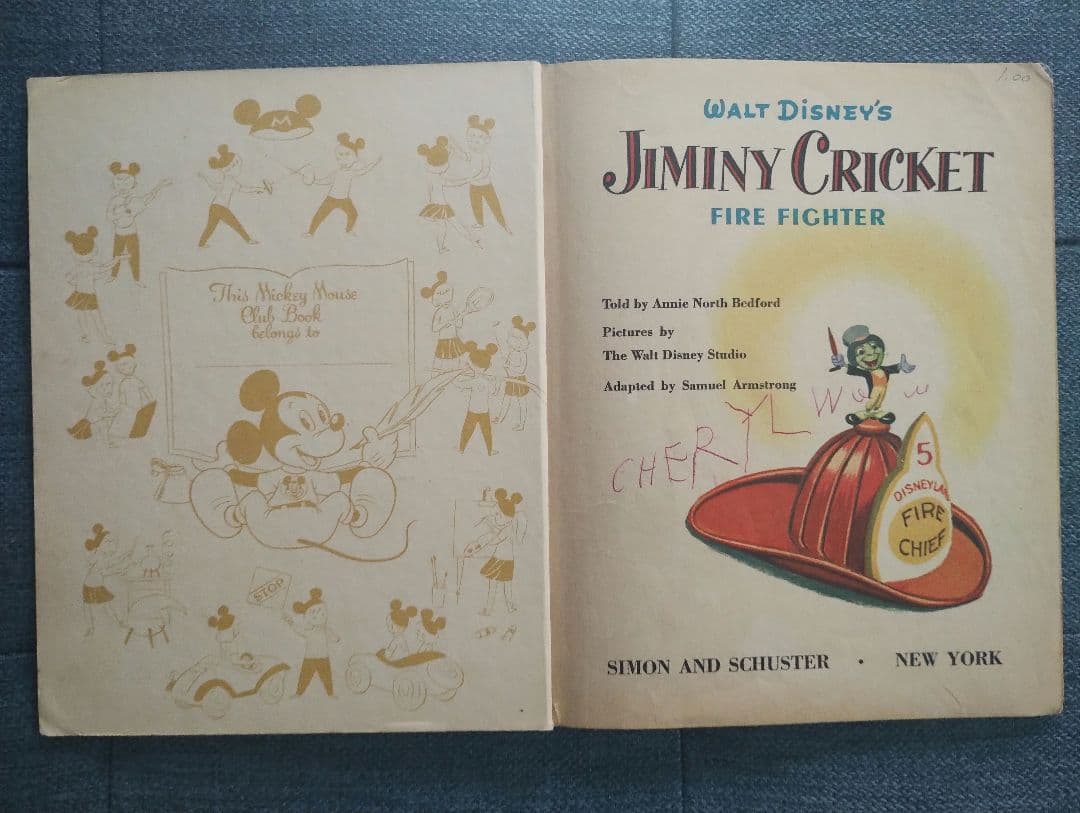 M
This Mickey Mouse
Club Book
belongs to
STOP
1.00
WALT DISNEY'S
JIMINY CRICKET
FIRE FIGHTER
Told by Annie North Bedford
Pictures by
The Walt Disney Studio
Adapted by Samuel Armstrong
CHERYL
5
DISNEYLAND
FIRE
CHIEF
SIMON AND SCHUSTER • NEW YORK